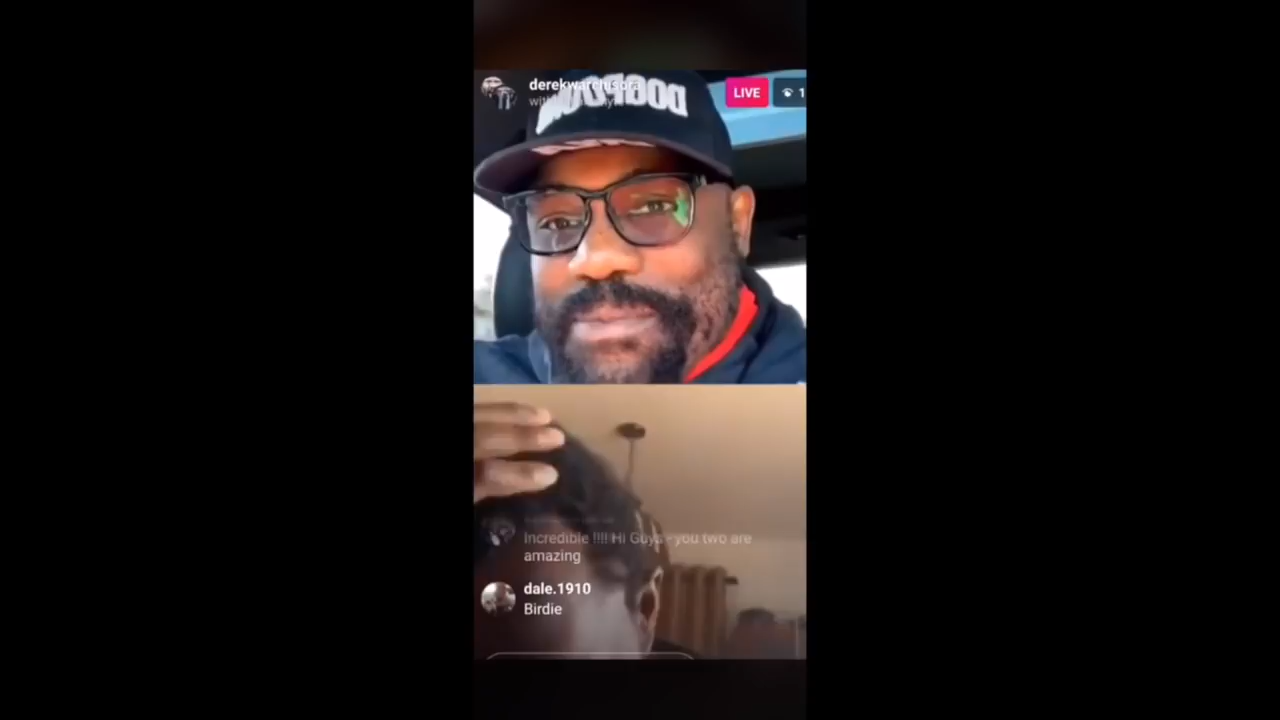 derekwarchisora
LIVE
1
Incredible !!!! Hi Guys - you two are
amazing
dale.1910
Birdie